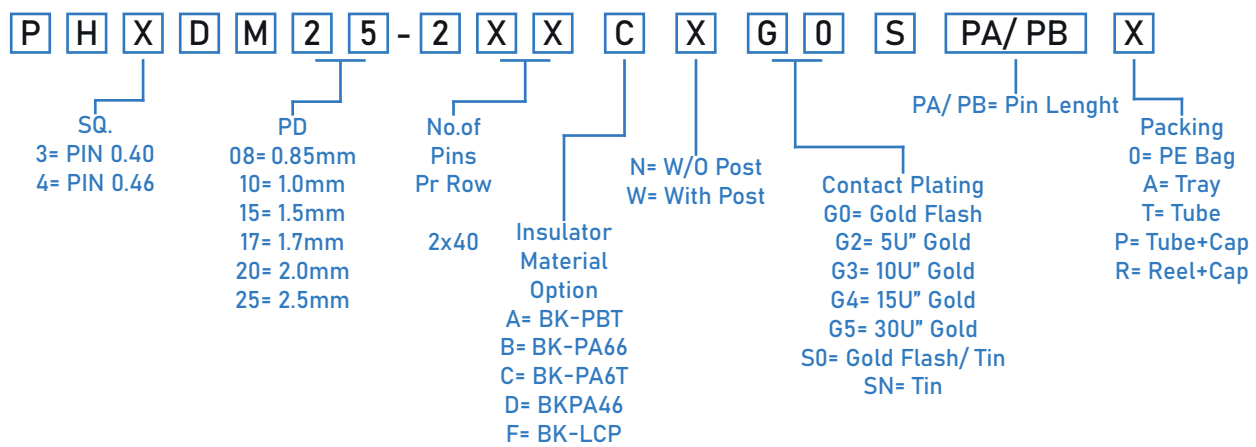 P H X D M 2 5 - 2 X X C X G 0 S PA/ PB X
SQ.
3= PIN 0.40
4= PIN 0.46
PD
08= 0.85mm
10= 1.0mm
15= 1.5mm
17= 1.7mm
20= 2.0mm
25= 2.5mm
No.of
Pins
Pr Row
2x40
Insulator
Material
Option
A= BK-PBT
B= BK-PA66
C= BK-PA6T
D= BKPA46
F= BK-LCP
N= W/O Post
W= With Post
Contact Plating
G0= Gold Flash
G2= 5U" Gold
G3= 10U" Gold
G4= 15U" Gold
G5= 30U" Gold
S0= Gold Flash/ Tin
SN= Tin
PA/ PB= Pin Lenght
Packing
0= PE Bag
A= Tray
T= Tube
P= Tube+Cap
R= Reel+Cap